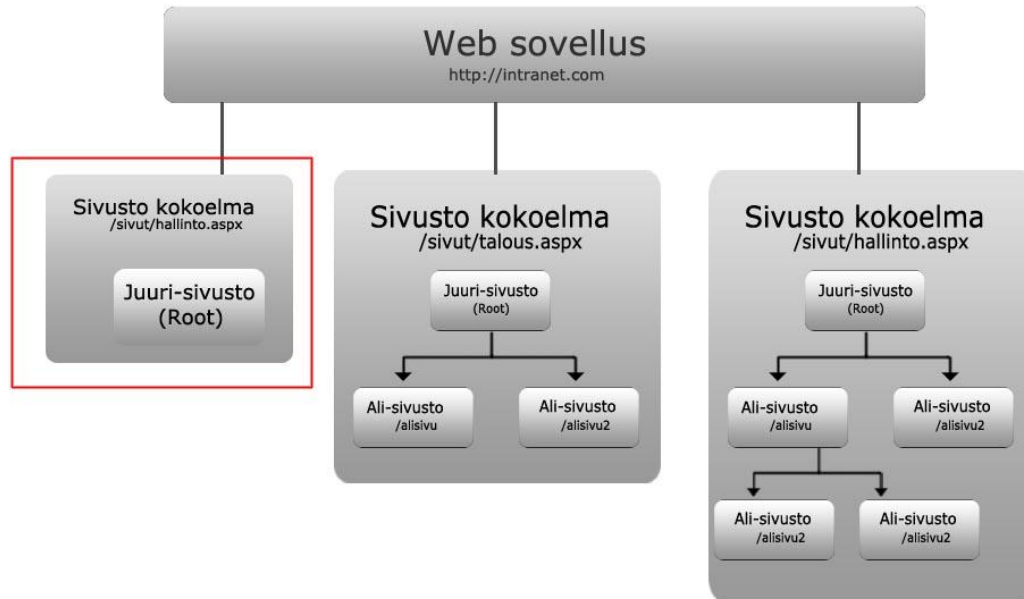 Web sovellus
http://intranet.com
Sivusto kokoelma
/sivut/hallinto.aspx
Juuri-sivusto
(Root)
Sivusto kokoelma
/sivut/talous.aspx
Juuri-sivusto
(Root)
Ali-sivusto
/alisivu
Ali-sivusto
/alisivu2
Sivusto kokoelma
/sivut/hallinto.aspx
Juuri-sivusto
(Root)
Ali-sivusto
/alisivu
Ali-sivusto
/alisivu2
Ali-sivusto
/alisivu2
Ali-sivusto
/alisivu2